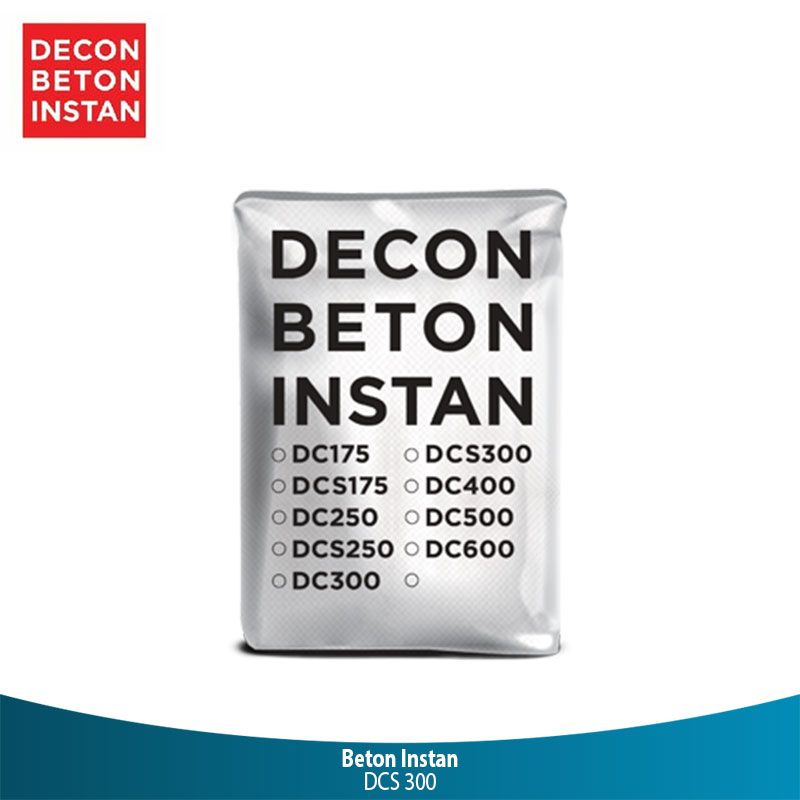 DECON
BETON
INSTAN
DECON
BETON
INSTAN
DC175
DCS175
DC250
DCS250
DC300
DCS300
DC400
DC500
DC600
Beton Instan
DCS 300